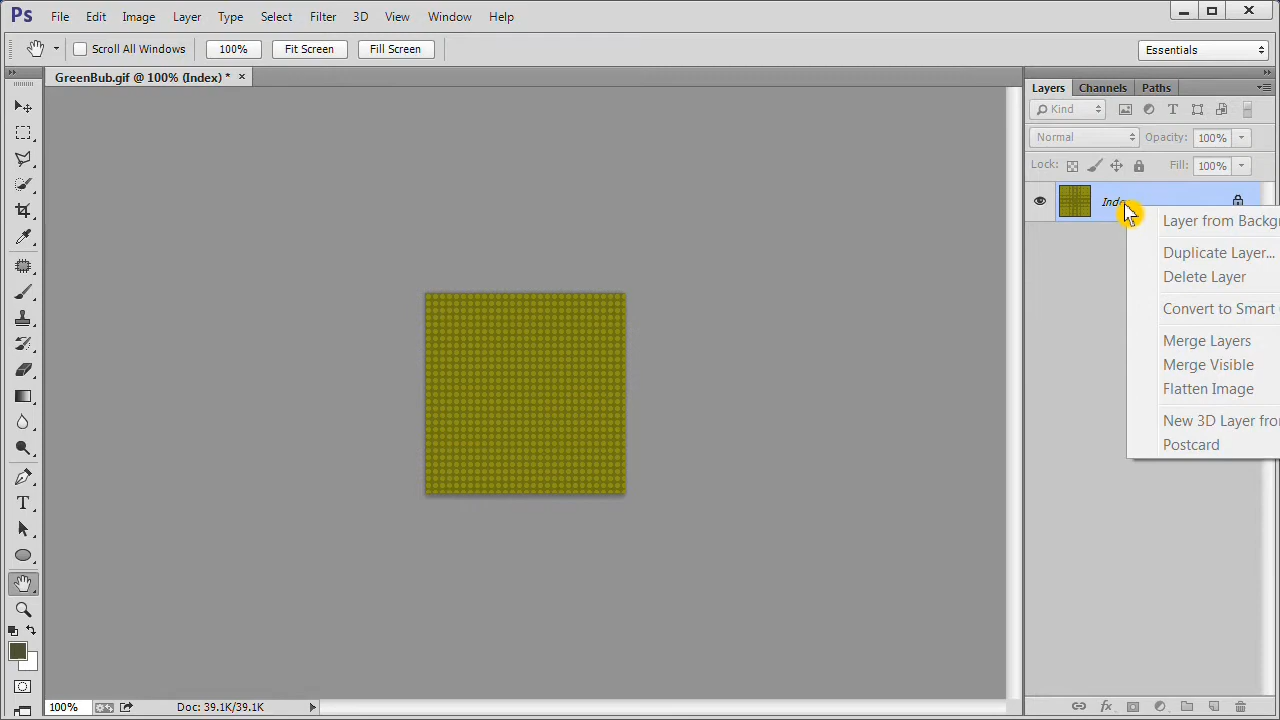 Ps File Edit Image Layer Type Select Filter 3D View Window Help
Scroll All Windows 100% Fit Screen Fill Screen Essentials
GreenBub.gif @ 100% (Index) * ×
Layers Channels Paths
Kind
Normal Opacity: 100%
Lock: Fill: 100%
Layer from
Duplicate Layer...
Delete Layer
Convert to Smart
Merge Layers
Merge Visible
Flatten Image
New 3D Layer
Postcard
T
100% Doc: 39.1K/39.1K fx